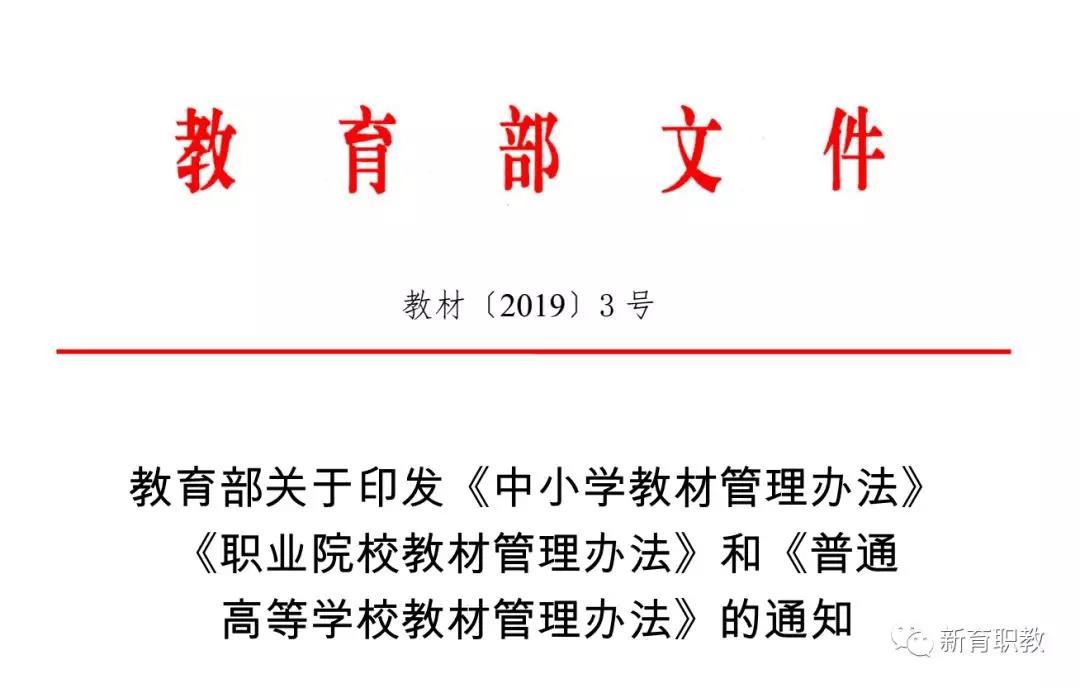 教育部文件
教材〔2019〕3号
教育部关于印发《中小学教材管理办法》
《职业院校教材管理办法》和《普通
高等学校教材管理办法》的通知
新育职教